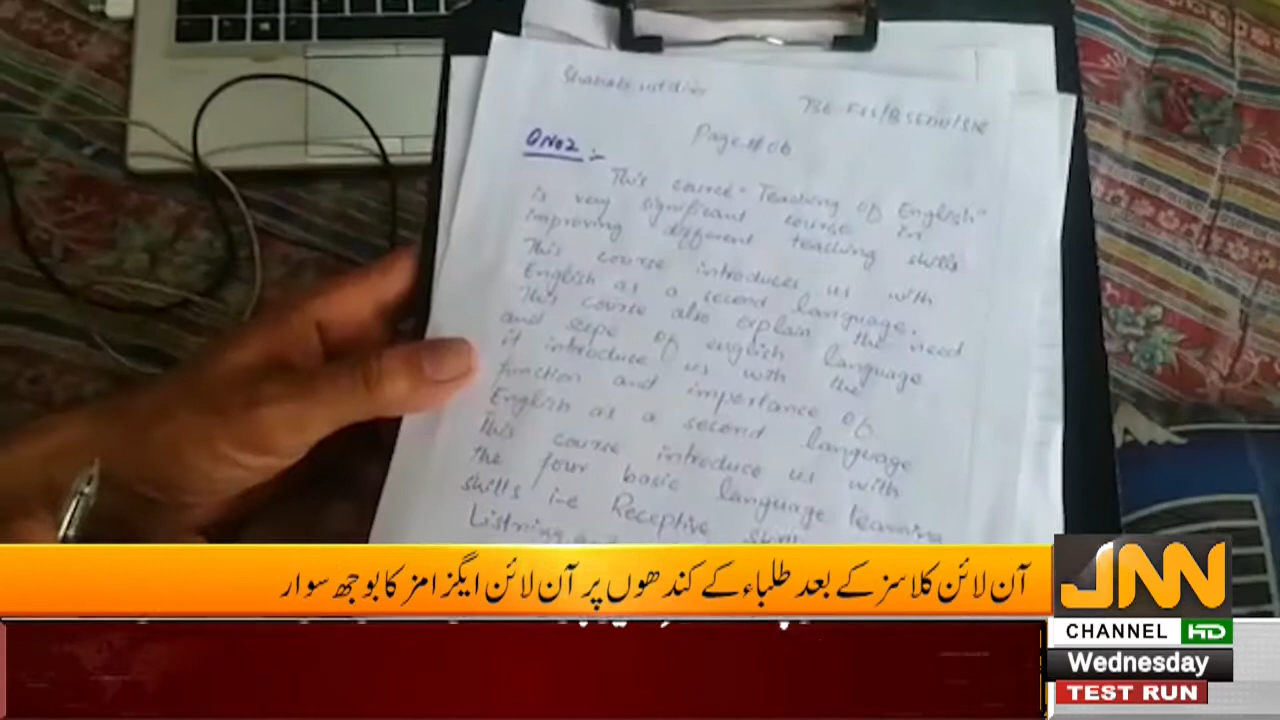 Page # 06
QNo2 :-
This course "Teaching of English"
is very significant course in
improving different teaching skills
This course introduces us with
English as a second language.
This course also explain the need
and scope of english language
it introduce us with the
function and importance of
English as a second language
This course introduce us with
the four basic language learning
skills i-e Receptive
آن لائن کلاسز کے بعد طلباء کے کندھوں پر آن لائن ایگزامز کا بوجھ سوار
JNN
CHANNEL HD
Wednesday
TEST RUN